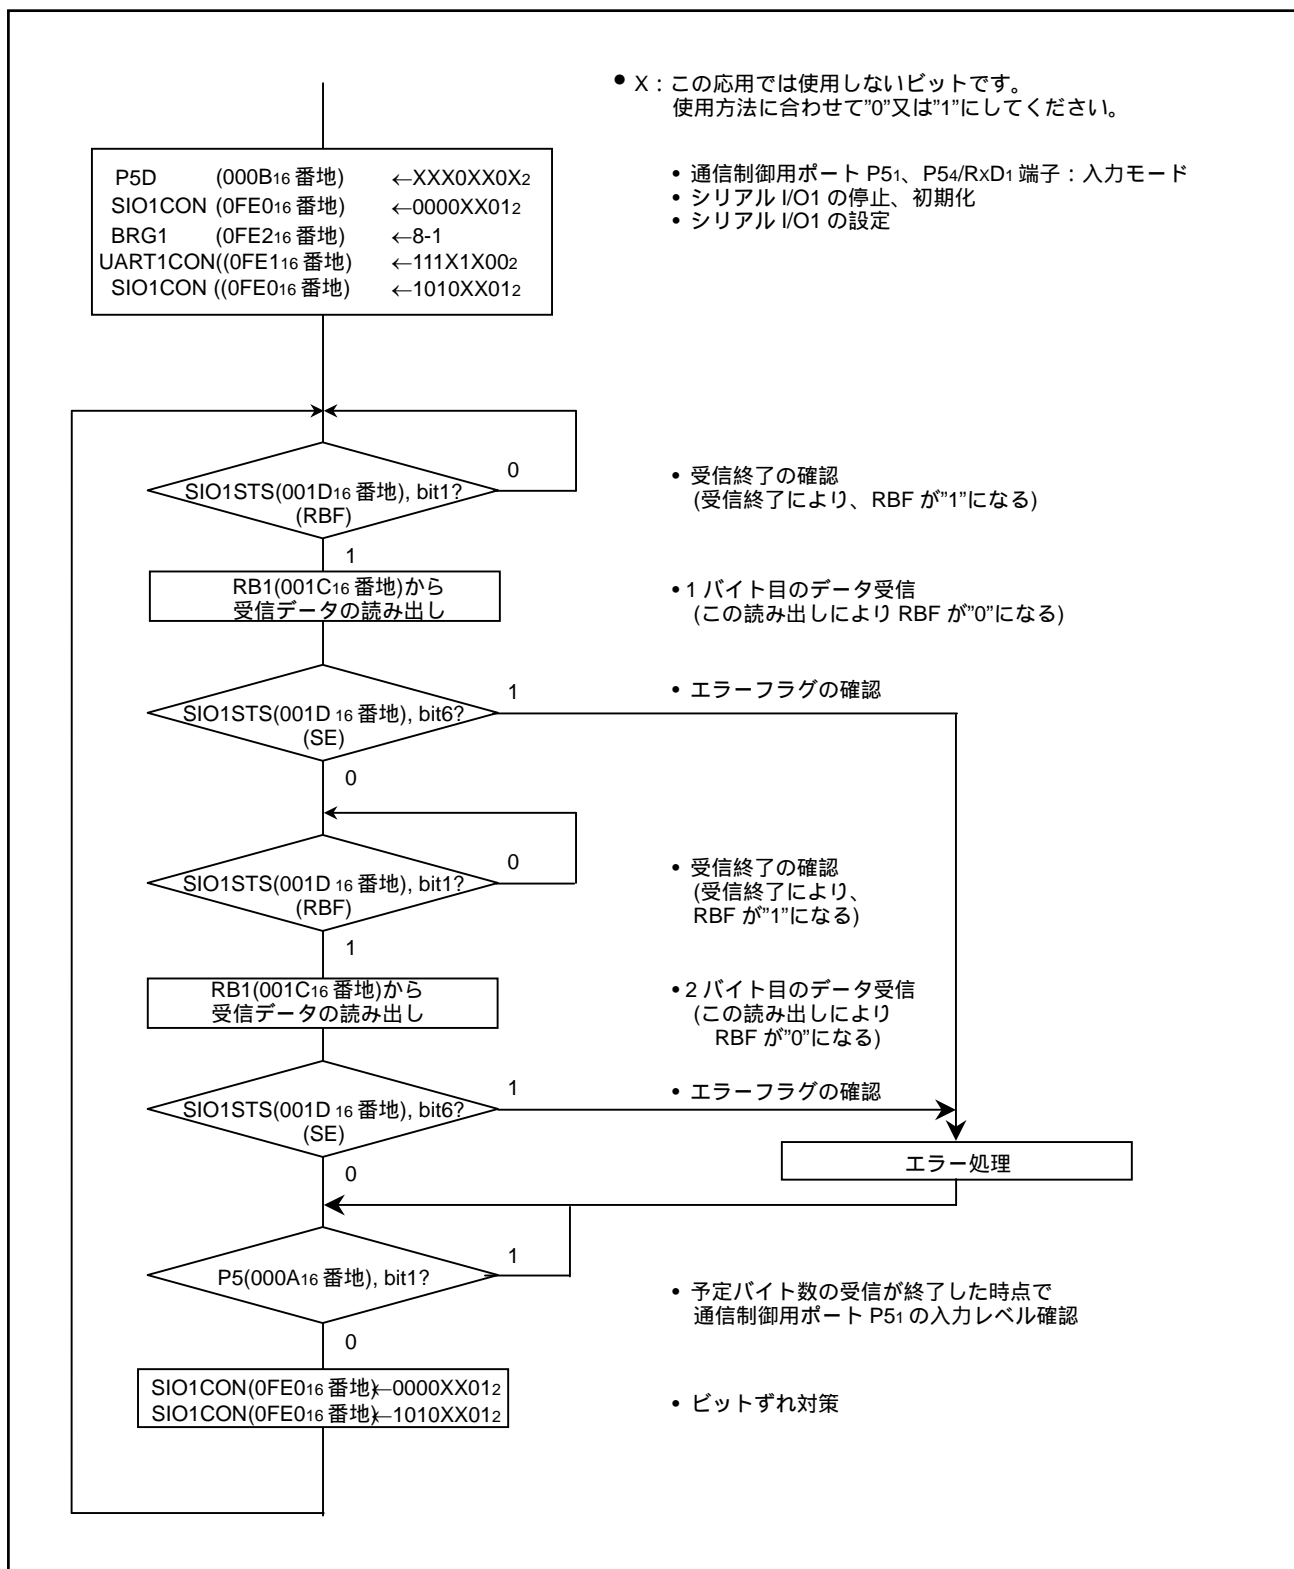 ● X：この応用では使用しないビットです。
使用方法に合わせて"0"又は"1"にしてください。
P5D (000B16 番地) ←XXX0XX0X2
SIO1CON (0FE016 番地) ←0000XX012
BRG1 (0FE216 番地) ←8-1
UART1CON((0FE116 番地) ←111X1X002
SIO1CON ((0FE016 番地) ←1010XX012
• 通信制御用ポート P51、P54/RXD1 端子：入力モード
• シリアル I/O1 の停止、初期化
• シリアル I/O1 の設定
SIO1STS(001D16 番地), bit1?
(RBF)
0
1
• 受信終了の確認
(受信終了により、RBF が"1"になる)
RB1(001C16 番地)から
受信データの読み出し
• 1 バイト目のデータ受信
(この読み出しにより RBF が"0"になる)
SIO1STS(001D 16 番地), bit6?
(SE)
1
0
• エラーフラグの確認
SIO1STS(001D 16 番地), bit1?
(RBF)
0
1
• 受信終了の確認
(受信終了により、
RBF が"1"になる)
RB1(001C16 番地)から
受信データの読み出し
• 2 バイト目のデータ受信
(この読み出しにより
RBF が"0"になる)
SIO1STS(001D 16 番地), bit6?
(SE)
1
0
• エラーフラグの確認
エラー処理
P5(000A16 番地), bit1?
1
0
• 予定バイト数の受信が終了した時点で
通信制御用ポート P51 の入力レベル確認
SIO1CON(0FE016 番地)←0000XX012
SIO1CON(0FE016 番地)←1010XX012
• ビットずれ対策